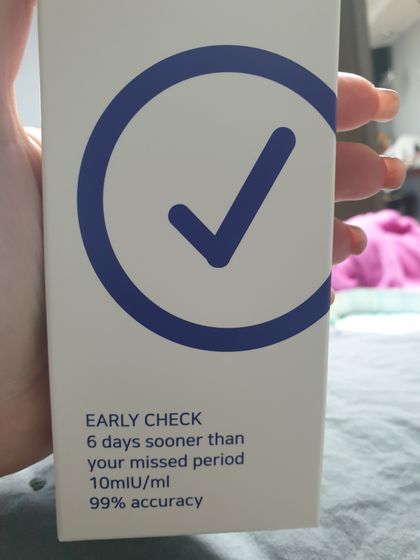 EARLY CHECK
6 days sooner than
your missed period
10mIU/ml
99% accuracy